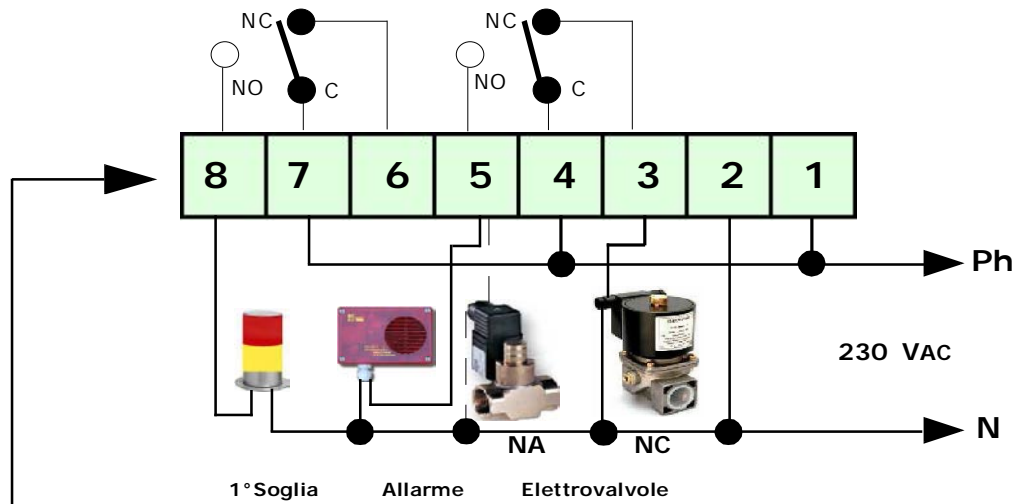 NC NC
NO C NO C
8 7 6 5 4 3 2 1
Ph
230 VAC
N
NA NC
1°Soglia Allarme Elettrovalvole